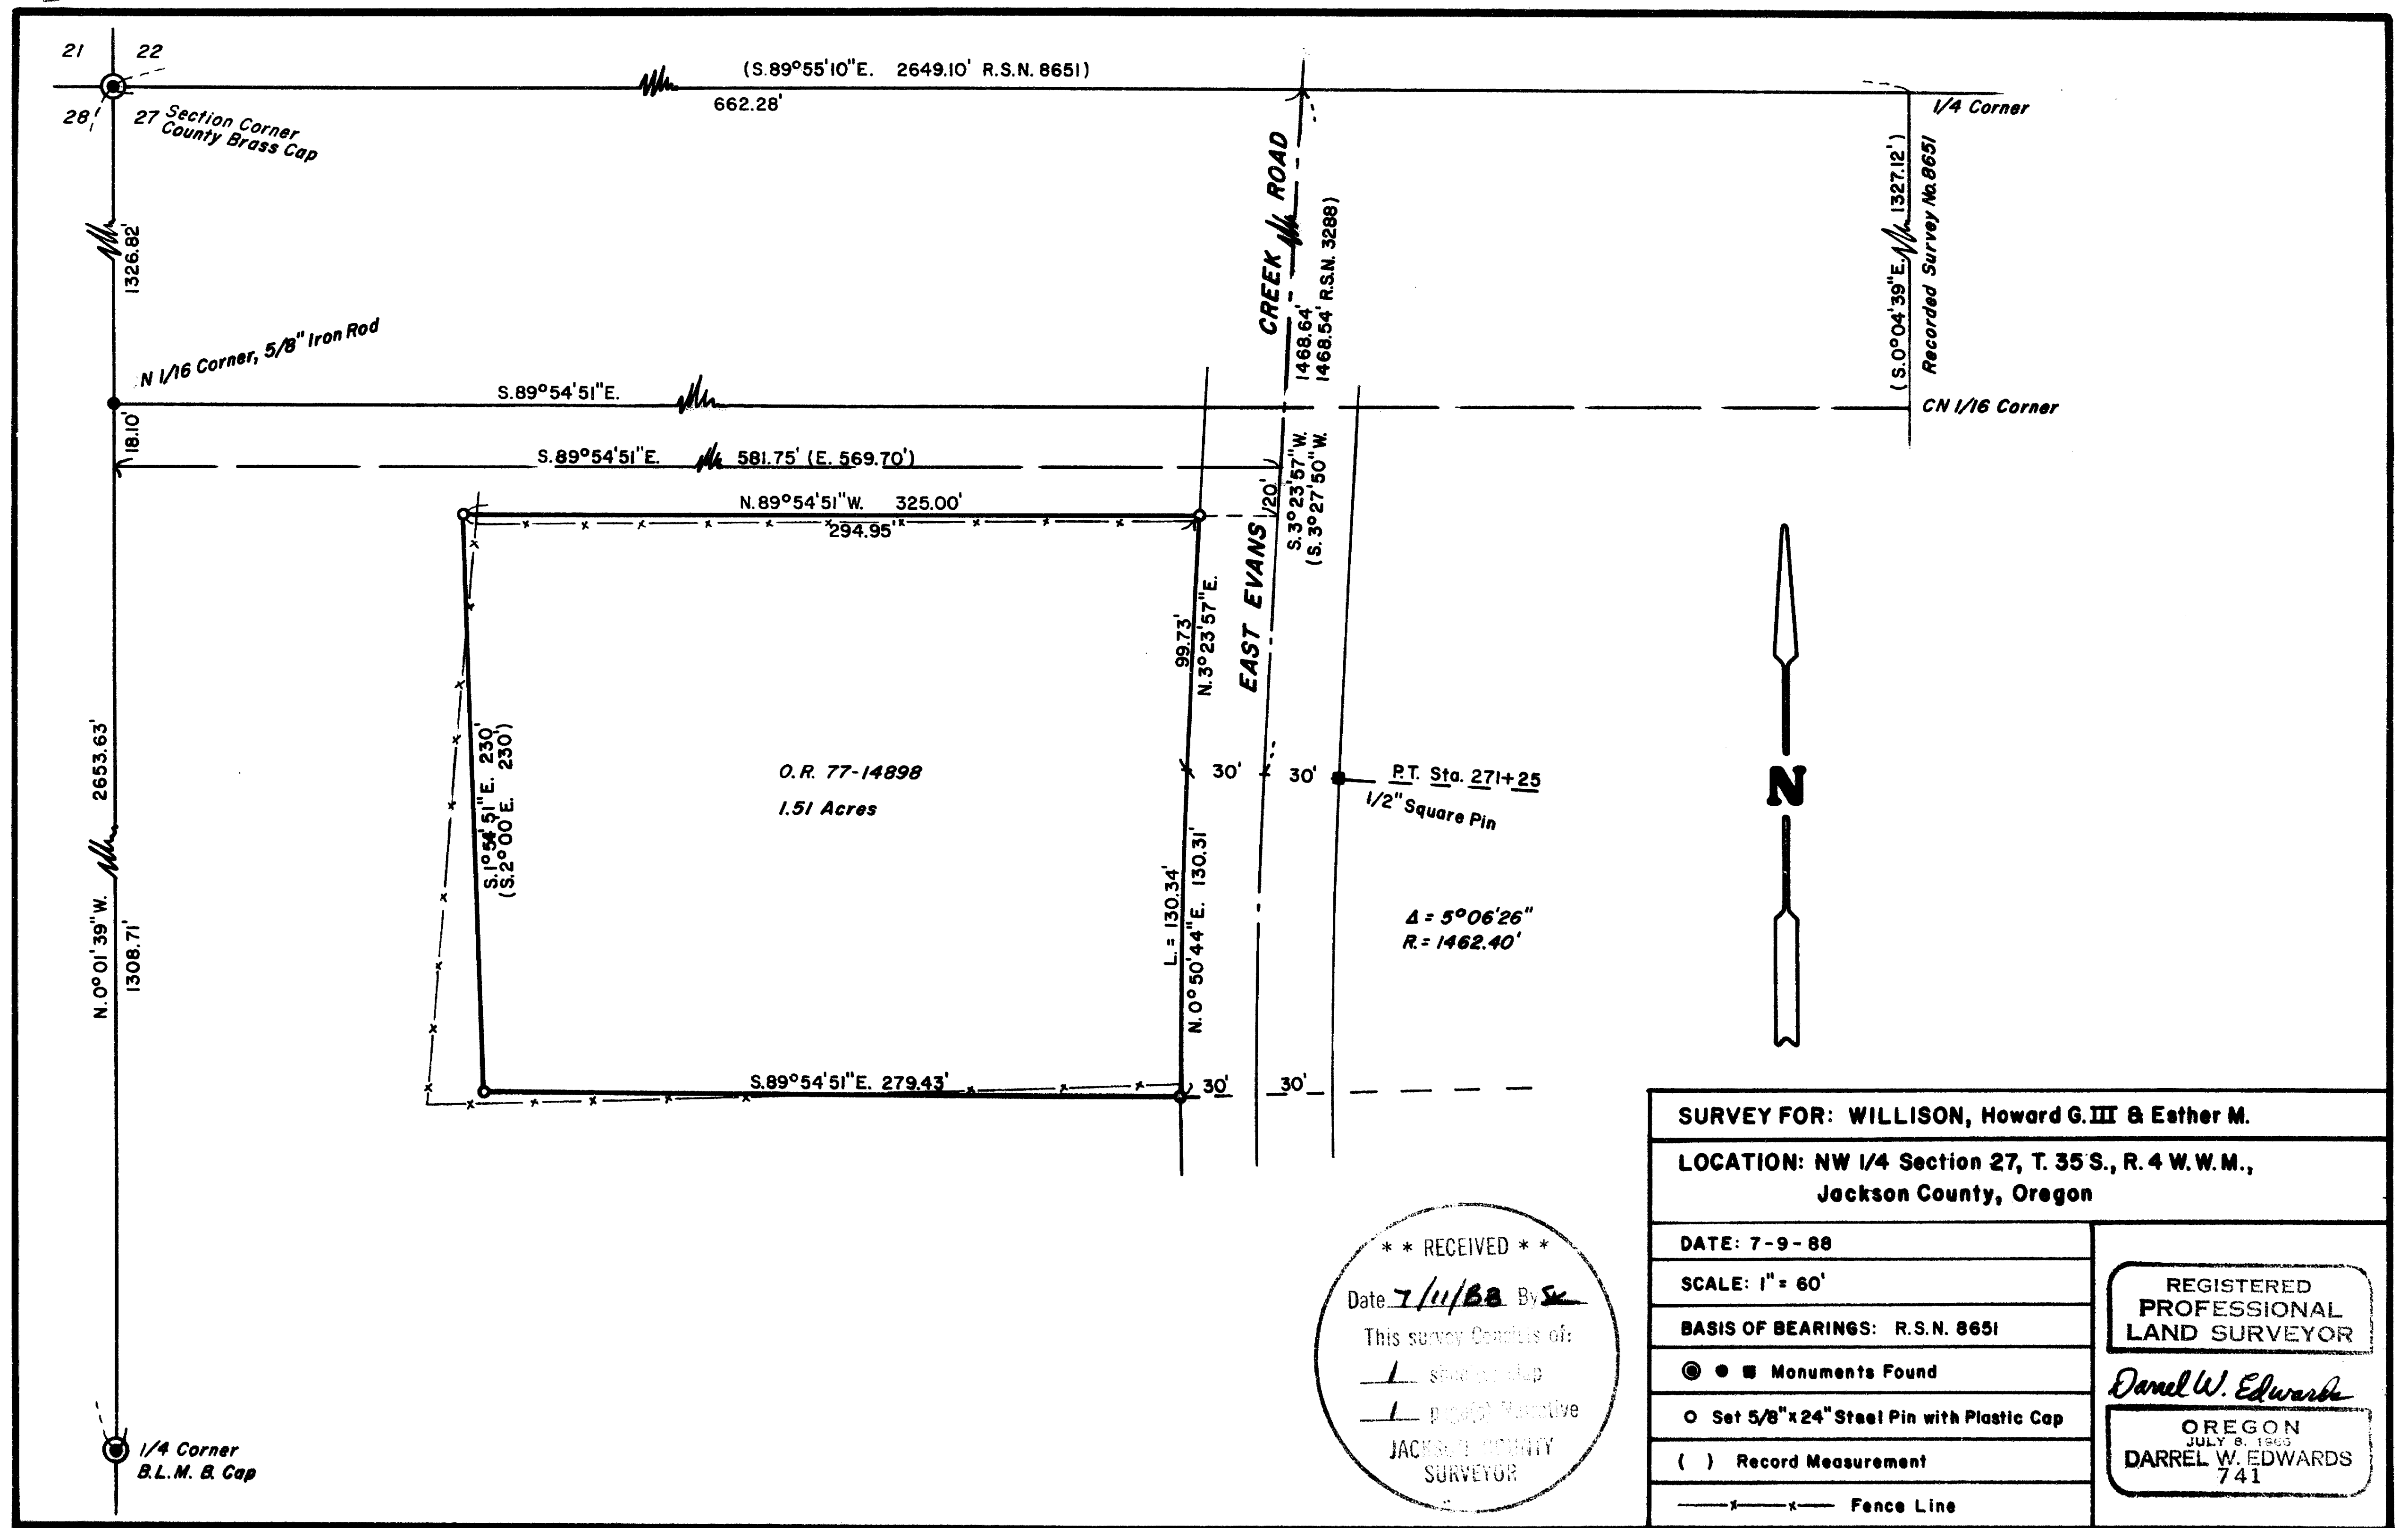 21 22
28 27 Section Corner
County Brass Cap
(S.89°55'10"E. 2649.10' R.S.N. 8651)
662.28'
1/4 Corner
1326.82'
N 1/16 Corner, 5/8" Iron Rod
CREEK ROAD
1468.64'
1468.54' R.S.N. 3288)
(S.0°04'39"E. 1327.12')
Recorded Survey No. 8651
S.89°54'51"E.
CN 1/16 Corner
18.10'
S.89°54'51"E. 581.75' (E. 569.70')
N.89°54'51"W. 325.00'
294.95'
20'
S.3°23'57"W.
(S.3°27'50"W.
EAST EVANS
99.73'
N.3°23'57"E.
2653.63'
N.0°01'39"W.
1308.71'
S.1°54'51"E. 230'
(S.2°00'E. 230')
O.R. 77-14898
1.51 Acres
30' 30'
P.T. Sta. 271+25
1/2" Square Pin
L.= 130.34'
N.0°50'44"E. 130.31'
Δ = 5°06'26"
R.= 1462.40'
N
S.89°54'51"E. 279.43'
30' 30'
1/4 Corner
B.L.M. B. Cap
* * RECEIVED * *
Date 7/11/88 By SK
This survey Consists of:
1
1
JACKSON COUNTY
SURVEYOR
SURVEY FOR: WILLISON, Howard G. III & Esther M.
LOCATION: NW 1/4 Section 27, T. 35 S., R. 4 W. W. M.,
Jackson County, Oregon
DATE: 7-9-88
SCALE: 1" = 60'
BASIS OF BEARINGS: R.S.N. 8651
Monuments Found
Set 5/8" x 24" Steel Pin with Plastic Cap
( ) Record Measurement
x x Fence Line
REGISTERED
PROFESSIONAL
LAND SURVEYOR
Darrel W. Edwards
OREGON
JULY 8, 1966
DARREL W. EDWARDS
741